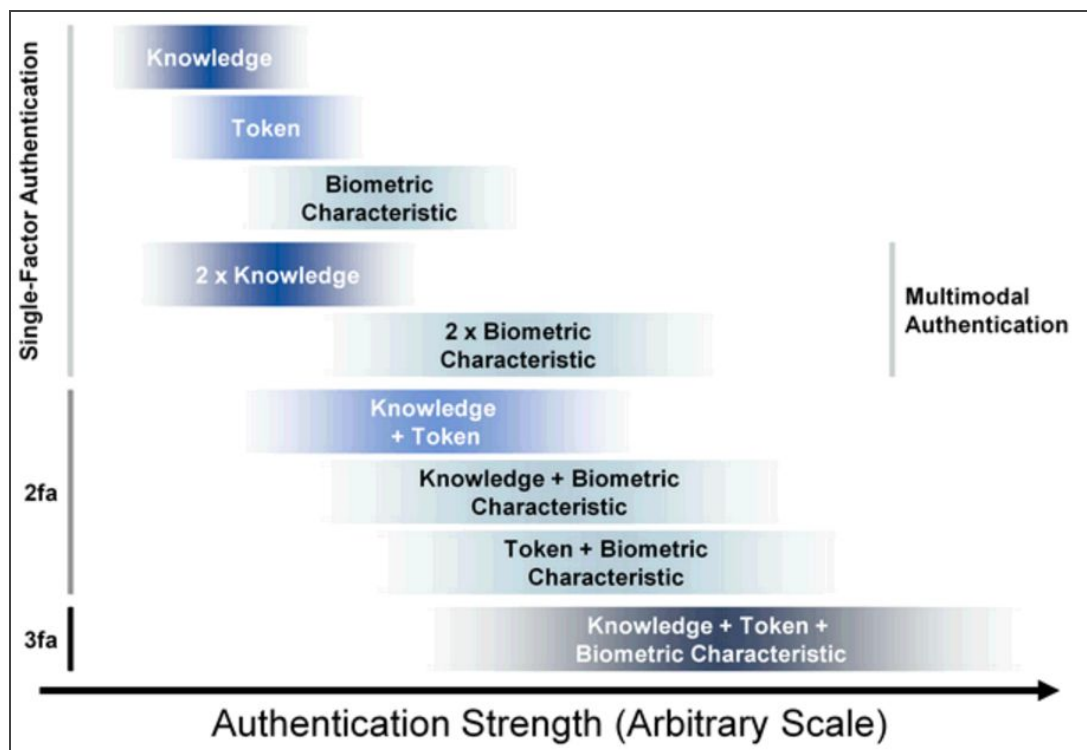 Single-Factor Authentication
Knowledge
Token
Biometric
Characteristic
2 x Knowledge
2 x Biometric
Characteristic
Multimodal
Authentication
2fa
Knowledge
+ Token
Knowledge + Biometric
Characteristic
Token + Biometric
Characteristic
3fa
Knowledge + Token +
Biometric Characteristic
Authentication Strength (Arbitrary Scale)